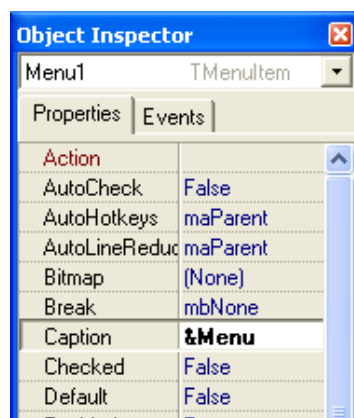 Object Inspector
Menu1 TMenuItem
Properties Events
Action
AutoCheck False
AutoHotkeys maParent
AutoLineReduc maParent
Bitmap (None)
Break mbNone
Caption &Menu
Checked False
Default False